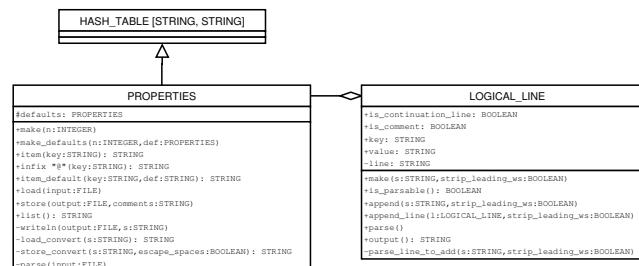 HASH_TABLE [STRING, STRING]
PROPERTIES
#defaults: PROPERTIES
+make(n:INTEGER)
+make_defaults(n:INTEGER,def:PROPERTIES)
+item(key:STRING): STRING
+infix "@"(key:STRING): STRING
+item_default(key:STRING,def:STRING): STRING
+load(input:FILE)
+store(output:FILE,comments:STRING)
+list(): STRING
-writeln(output:FILE,s:STRING)
-load_convert(s:STRING): STRING
-store_convert(s:STRING,escape_spaces:BOOLEAN): STRING
-parse(input:FILE)
LOGICAL_LINE
+is_continuation_line: BOOLEAN
+is_comment: BOOLEAN
+key: STRING
+value: STRING
-line: STRING
+make(s:STRING,strip_leading_ws:BOOLEAN)
+is_parsable(): BOOLEAN
+append(s:STRING,strip_leading_ws:BOOLEAN)
+append_line(l:LOGICAL_LINE,strip_leading_ws:BOOLEAN)
+parse()
+output(): STRING
-parse_line_to_add(s:STRING,strip_leading_ws:BOOLEAN)